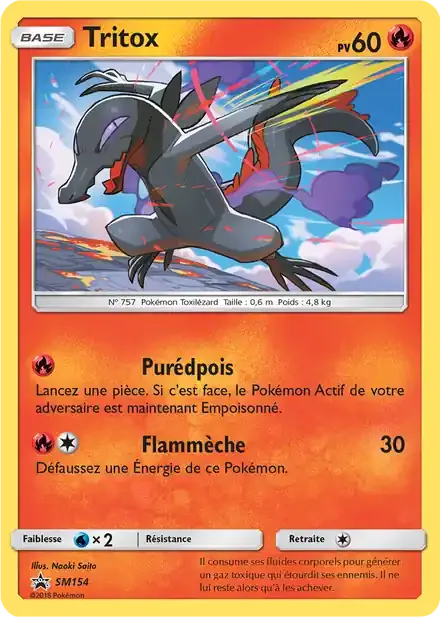 BASE Tritox PV60
N° 757 Pokémon Toxilézard Taille : 0,6 m Poids : 4,8 kg
Purédpois
Lancez une pièce. Si c'est face, le Pokémon Actif de votre
adversaire est maintenant Empoisonné.
Flammèche 30
Défaussez une Énergie de ce Pokémon.
Faiblesse ×2 Résistance Retraite
Illus. Naoki Saito
SM154
©2018 Pokémon
Il consume ses fluides corporels pour générer
un gaz toxique qui étourdit ses ennemis. Il ne
lui reste alors qu'à les achever.